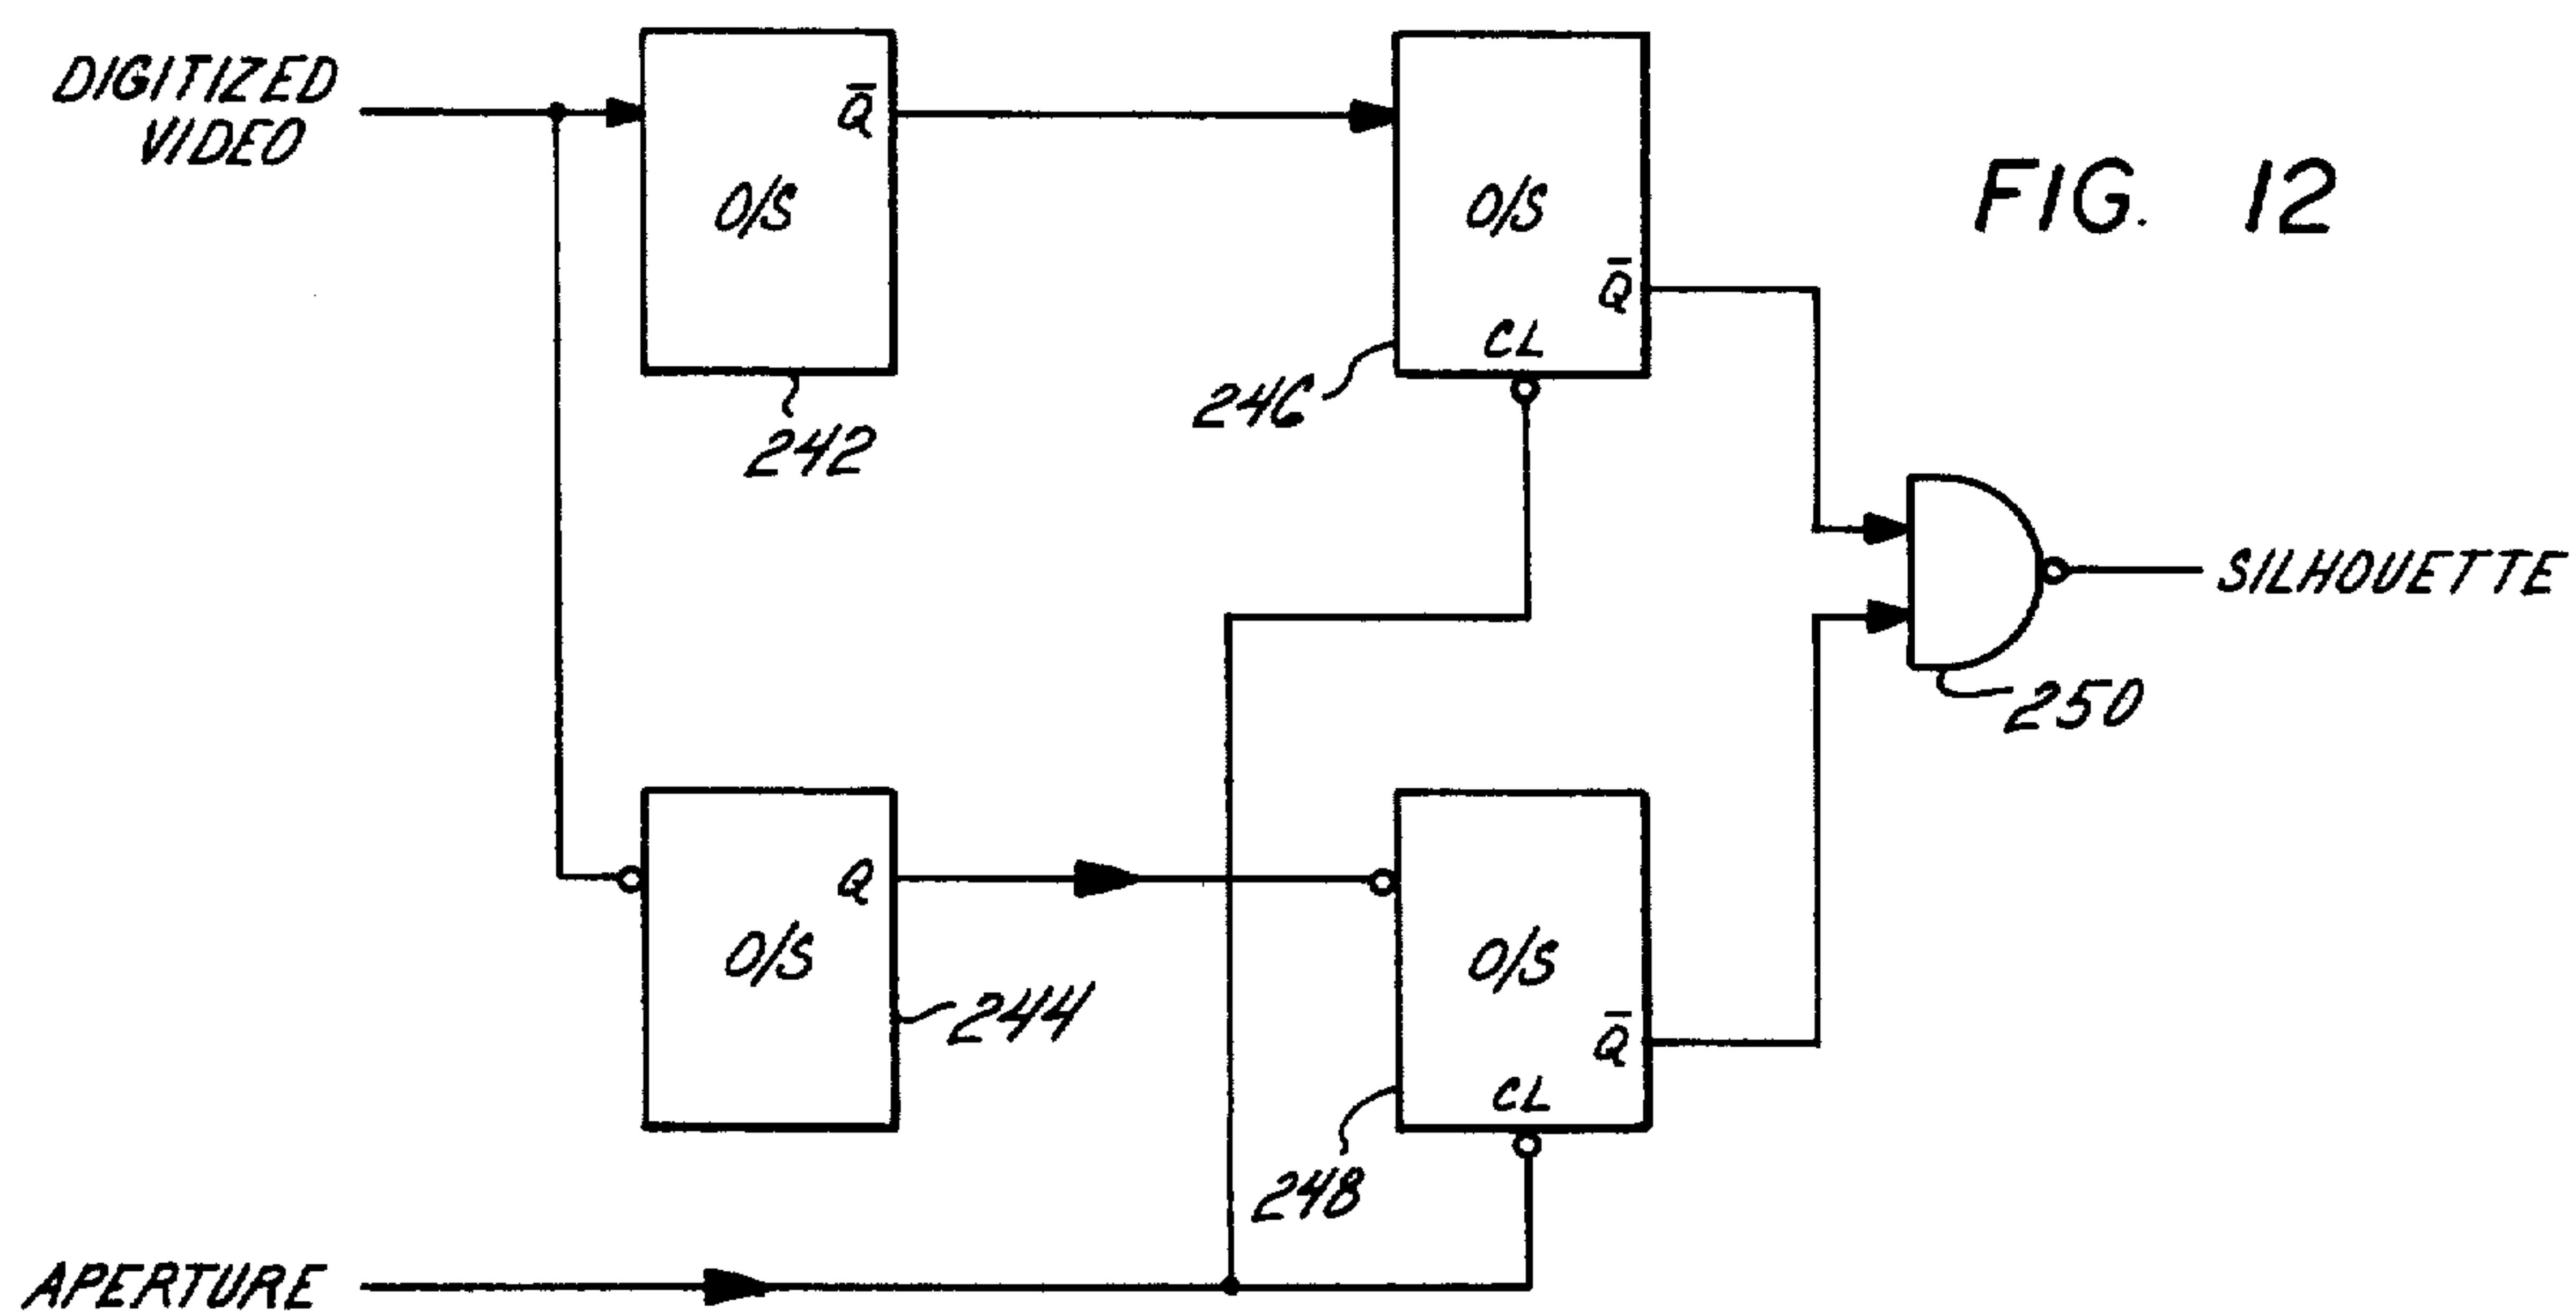 DIGITIZED
VIDEO
Q̅
O/S
242
O/S
Q̅
CL
246
FIG. 12
SILHOUETTE
250
Q
O/S
244
O/S
Q̅
CL
248
APERTURE